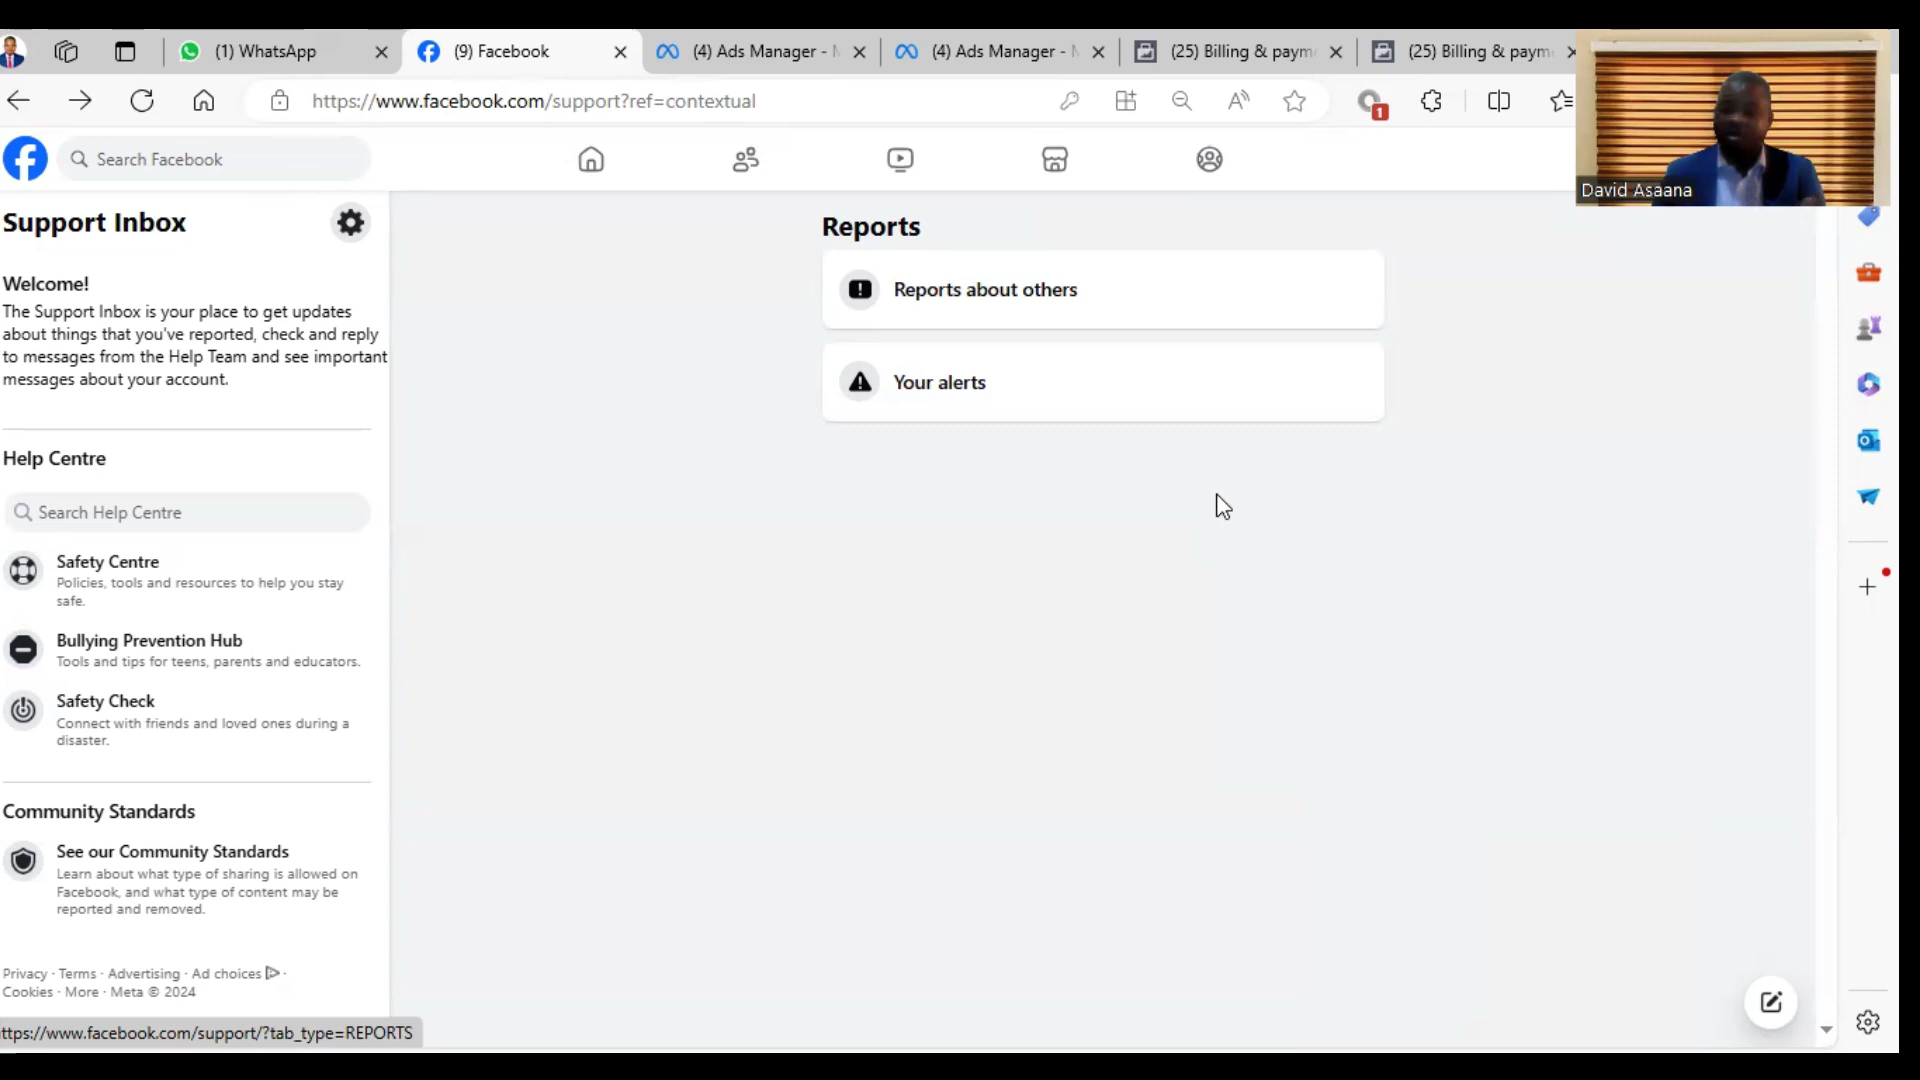 (1) WhatsApp
(9) Facebook
(4) Ads Manager -
(4) Ads Manager -
(25) Billing & paym
(25) Billing & paym
https://www.facebook.com/support?ref=contextual
1
Search Facebook
David Asaana
Support Inbox
Welcome!
The Support Inbox is your place to get updates
about things that you've reported, check and reply
to messages from the Help Team and see important
messages about your account.
Help Centre
Search Help Centre
Safety Centre
Policies, tools and resources to help you stay
safe.
Bullying Prevention Hub
Tools and tips for teens, parents and educators.
Safety Check
Connect with friends and loved ones during a
disaster.
Community Standards
See our Community Standards
Learn about what type of sharing is allowed on
Facebook, and what type of content may be
reported and removed.
Privacy · Terms · Advertising · Ad choices ·
Cookies · More · Meta © 2024
ttps://www.facebook.com/support/?tab_type=REPORTS
Reports
Reports about others
Your alerts